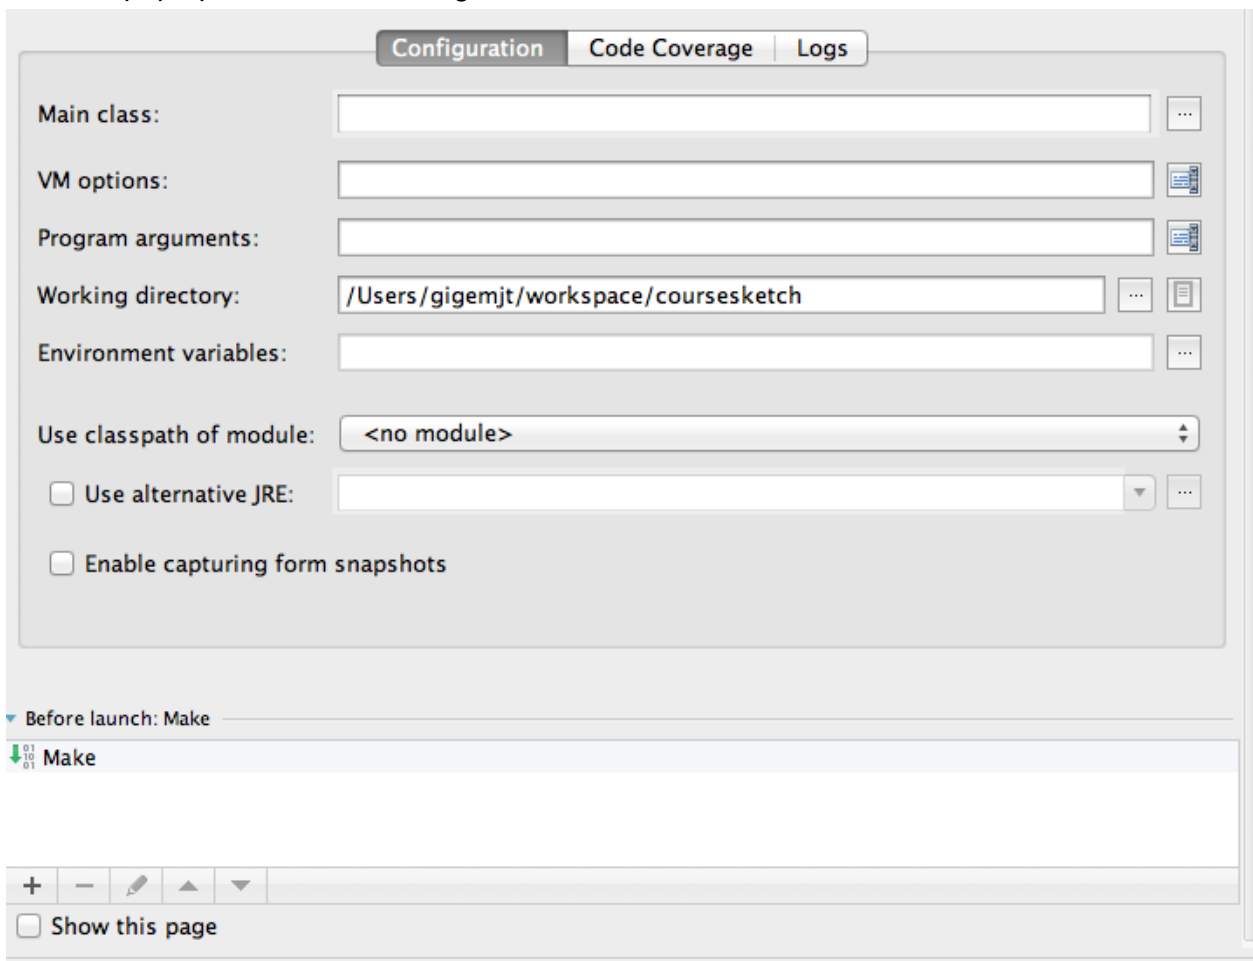 Configuration Code Coverage Logs
Main class:
VM options:
Program arguments:
Working directory: /Users/gigemjt/workspace/coursesketch
Environment variables:
Use classpath of module: <no module>
Use alternative JRE:
Enable capturing form snapshots
Before launch: Make
Make
Show this page